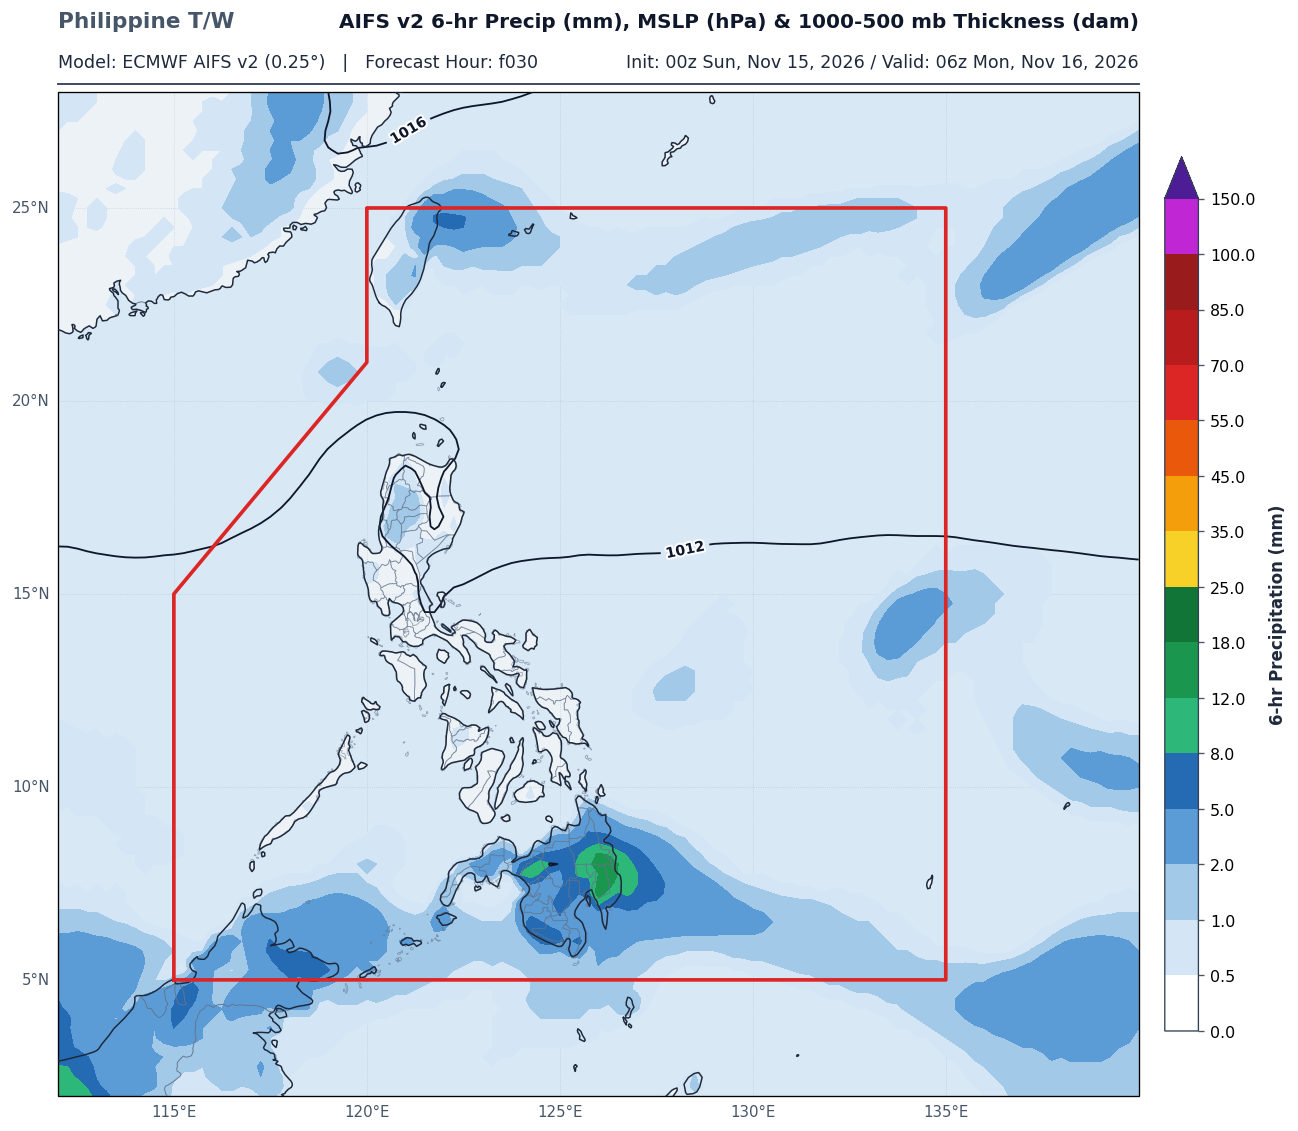 Philippine T/W
AIFS v2 6-hr Precip (mm), MSLP (hPa) & 1000-500 mb Thickness (dam)
Model: ECMWF AIFS v2 (0.25°) | Forecast Hour: f030
Init: 00z Sun, Nov 15, 2026 / Valid: 06z Mon, Nov 16, 2026
1016
1012
25°N
20°N
15°N
10°N
5°N
115°E
120°E
125°E
130°E
135°E
150.0
100.0
85.0
70.0
55.0
45.0
35.0
25.0
18.0
12.0
8.0
5.0
2.0
1.0
0.5
0.0
6-hr Precipitation (mm)